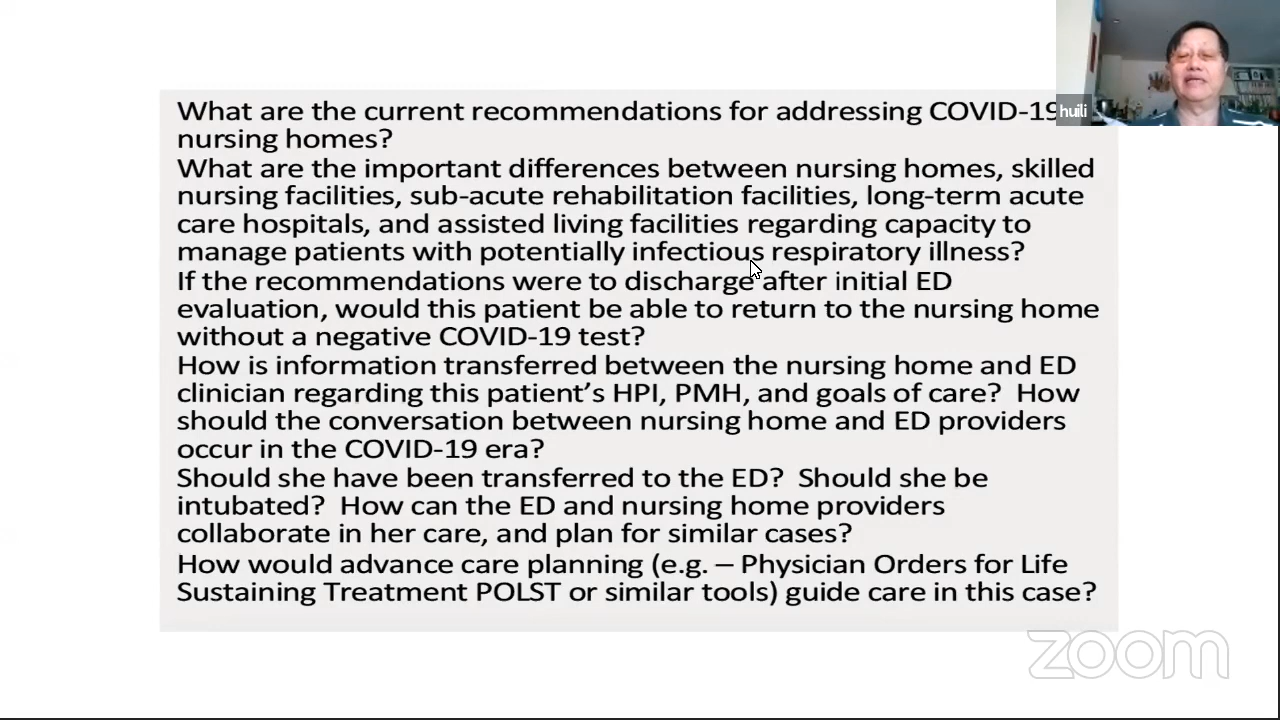 What are the current recommendations for addressing COVID-19
nursing homes?
What are the important differences between nursing homes, skilled
nursing facilities, sub-acute rehabilitation facilities, long-term acute
care hospitals, and assisted living facilities regarding capacity to
manage patients with potentially infectious respiratory illness?
If the recommendations were to discharge after initial ED
evaluation, would this patient be able to return to the nursing home
without a negative COVID-19 test?
How is information transferred between the nursing home and ED
clinician regarding this patient’s HPI, PMH, and goals of care?  How
should the conversation between nursing home and ED providers
occur in the COVID-19 era?
Should she have been transferred to the ED?  Should she be
intubated?  How can the ED and nursing home providers
collaborate in her care, and plan for similar cases?
How would advance care planning (e.g. – Physician Orders for Life
Sustaining Treatment POLST or similar tools) guide care in this case?
huili
zoom